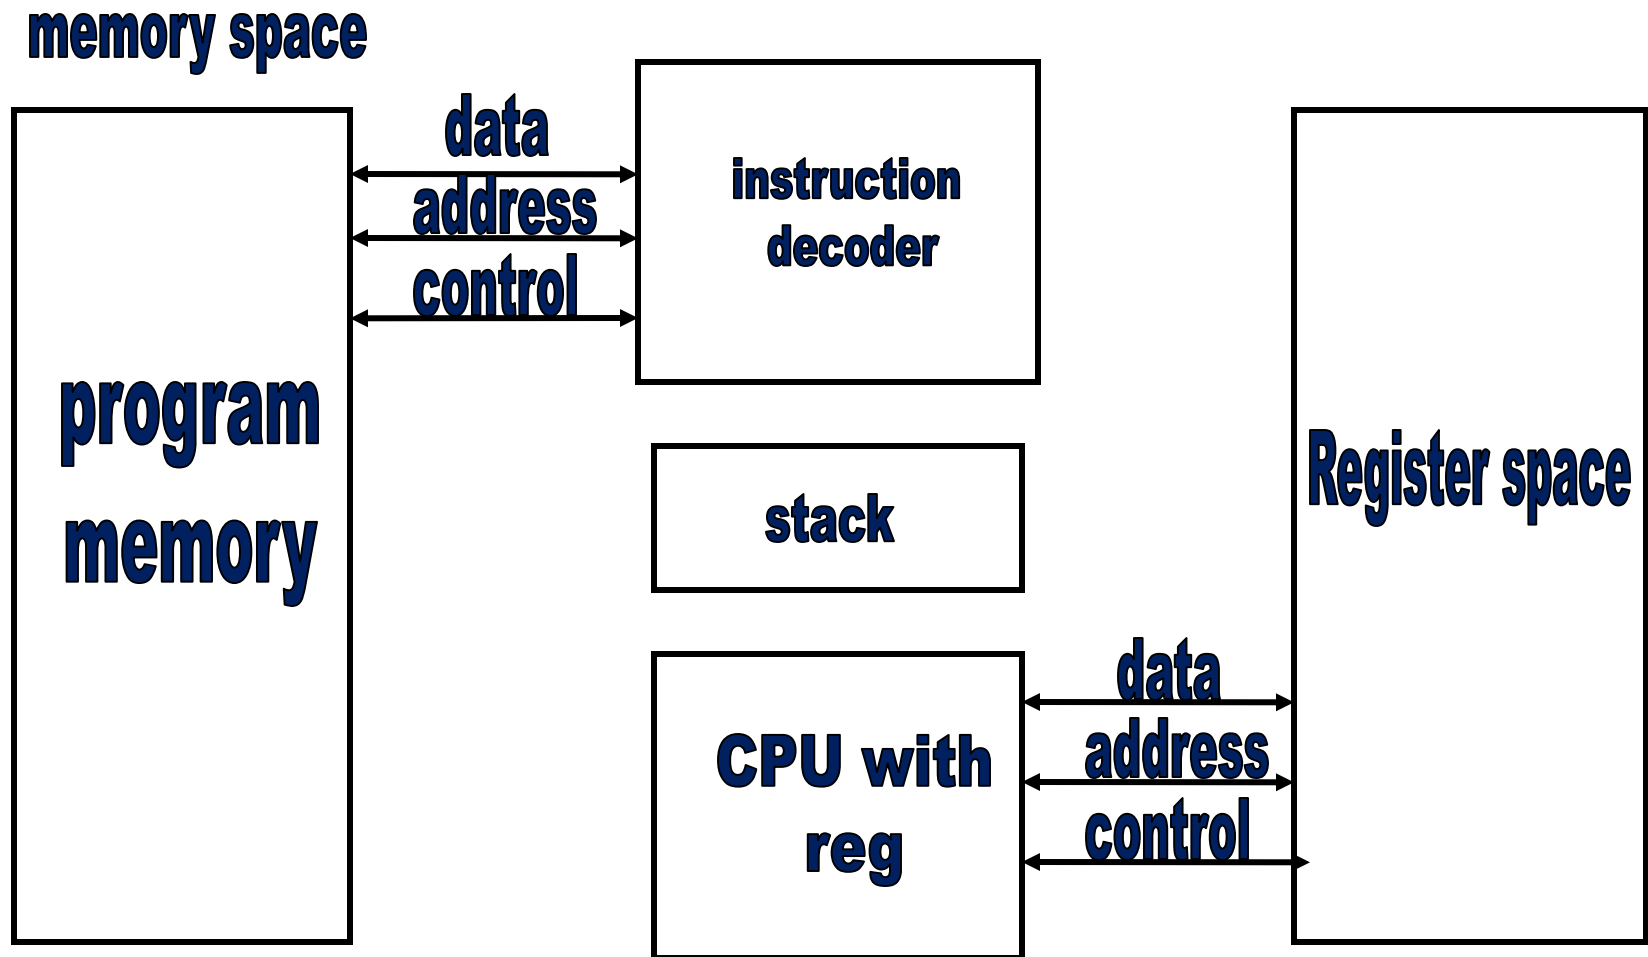 memory space
data
address
control
instruction
decoder
program
memory
stack
Register space
CPU with
reg
data
address
control